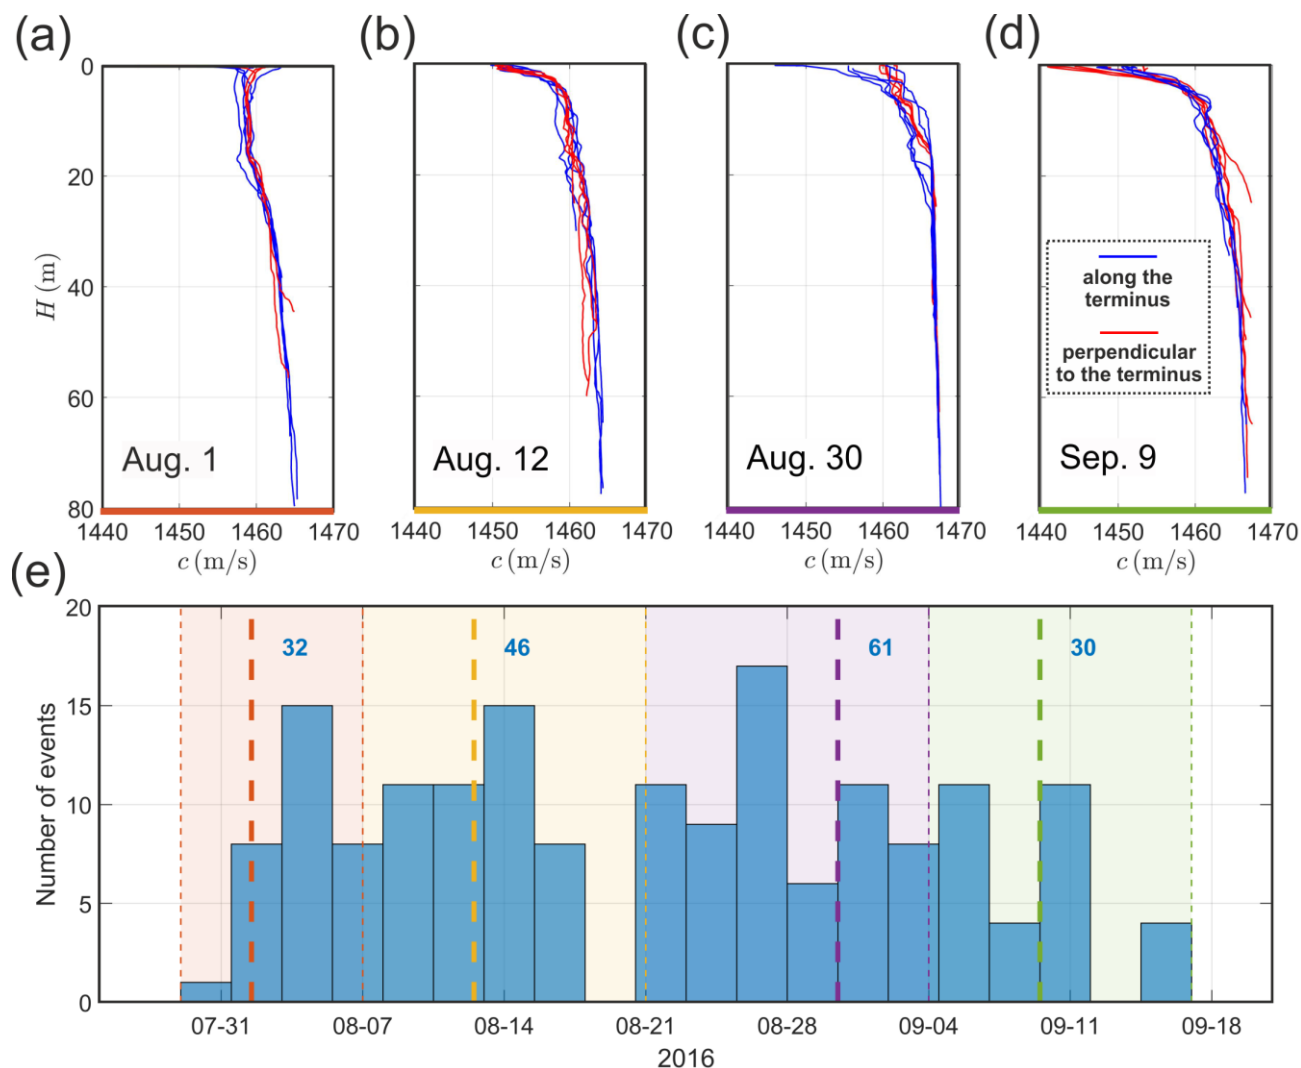 (a)
(b)
(c)
(d)
0
20
40
60
80
H (m)
Aug. 1
Aug. 12
Aug. 30
Sep. 9
along the
terminus
perpendicular
to the terminus
1440 1450 1460 1470
1440 1450 1460 1470
1440 1450 1460 1470
1440 1450 1460 1470
c (m/s)
c (m/s)
c (m/s)
c (m/s)
(e)
20
15
10
5
0
Number of events
32
46
61
30
07-31 08-07 08-14 08-21 08-28 09-04 09-11 09-18
2016